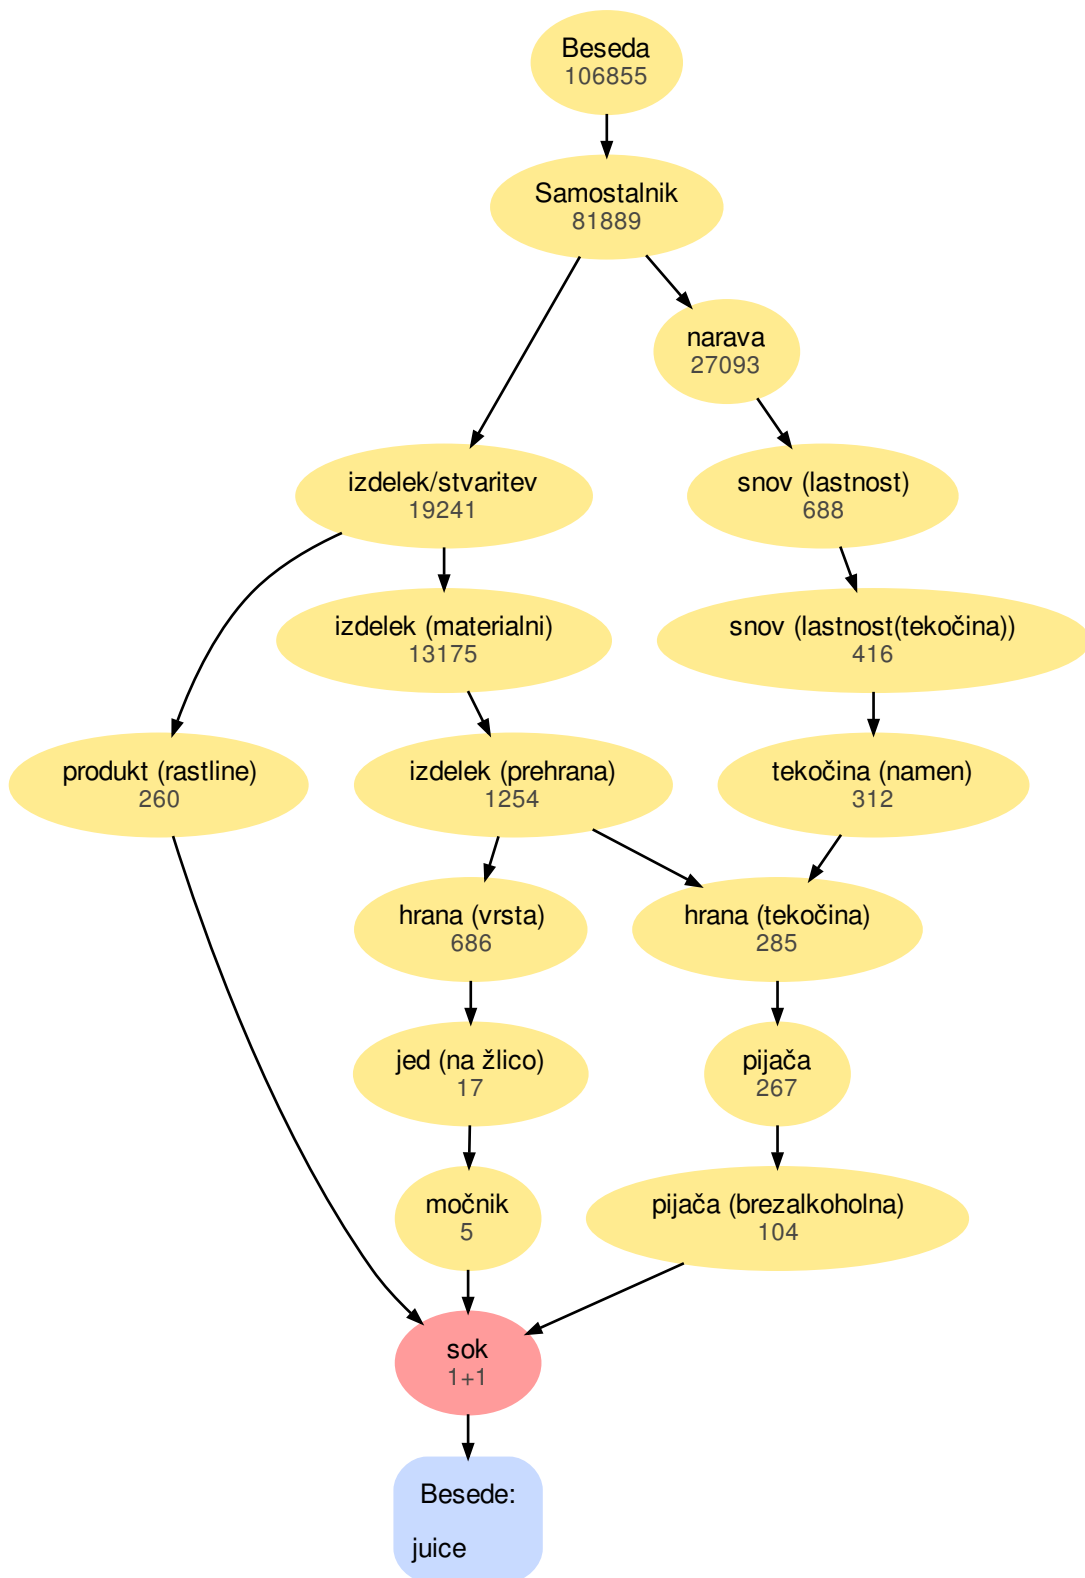 Beseda
106855
Samostalnik
81889
narava
27093
izdelek/stvaritev
19241
snov (lastnost)
688
izdelek (materialni)
13175
snov (lastnost(tekočina))
416
produkt (rastline)
260
izdelek (prehrana)
1254
tekočina (namen)
312
hrana (vrsta)
686
hrana (tekočina)
285
jed (na žlico)
17
pijača
267
močnik
5
pijača (brezalkoholna)
104
sok
1+1
Besede:
juice